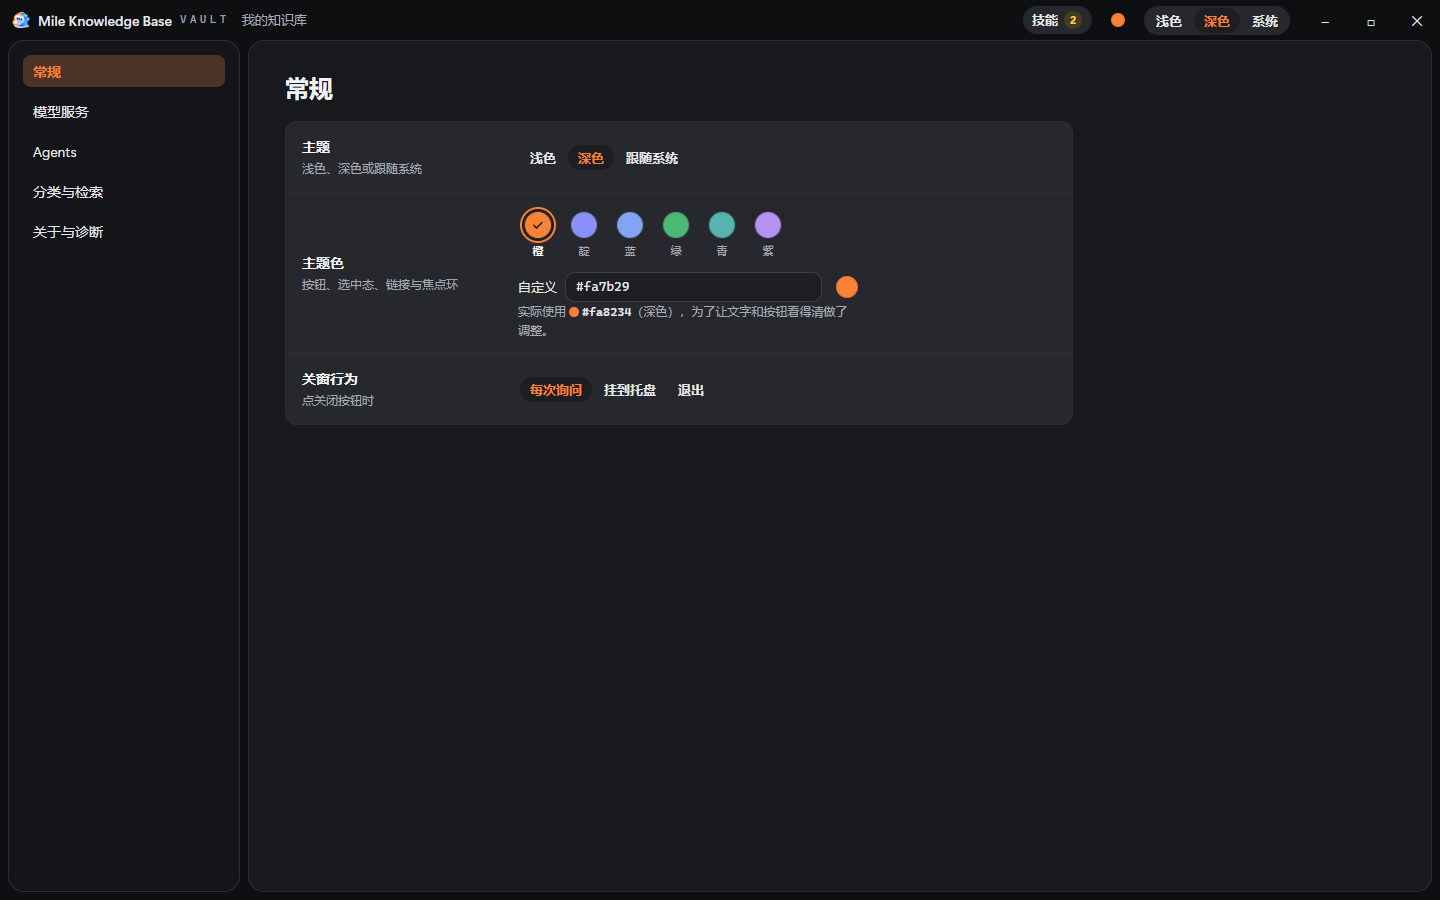 Mile Knowledge Base VAULT 我的知识库
技能 2
浅色 深色 系统
常规
模型服务
Agents
分类与检索
关于与诊断
常规
主题
浅色、深色或跟随系统
浅色 深色 跟随系统
主题色
按钮、选中态、链接与焦点环
橙 靛 蓝 绿 青 紫
自定义 #fa7b29
实际使用 #fa8234（深色），为了让文字和按钮看得清做了
调整。
关窗行为
点关闭按钮时
每次询问 挂到托盘 退出